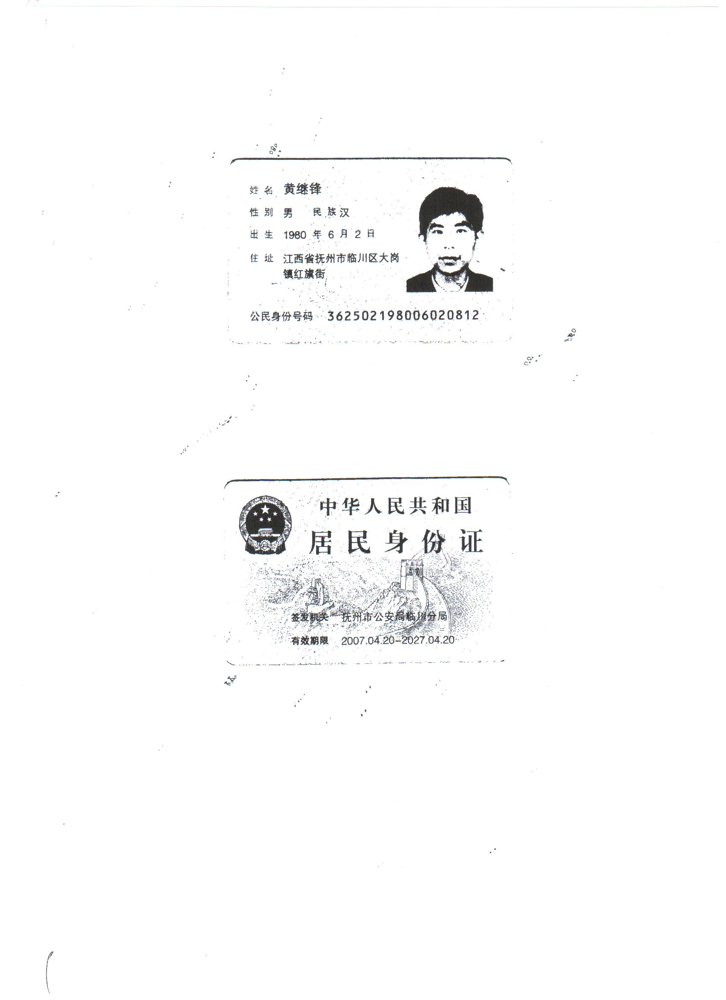 姓名 黄继锋
性别 男 民族 汉
出生 1980 年 6 月 2 日
住址 江西省抚州市临川区大岗
镇红旗街
公民身份号码 362502198006020812
中华人民共和国
居民身份证
签发机关 抚州市公安局临川分局
有效期限 2007.04.20-2027.04.20